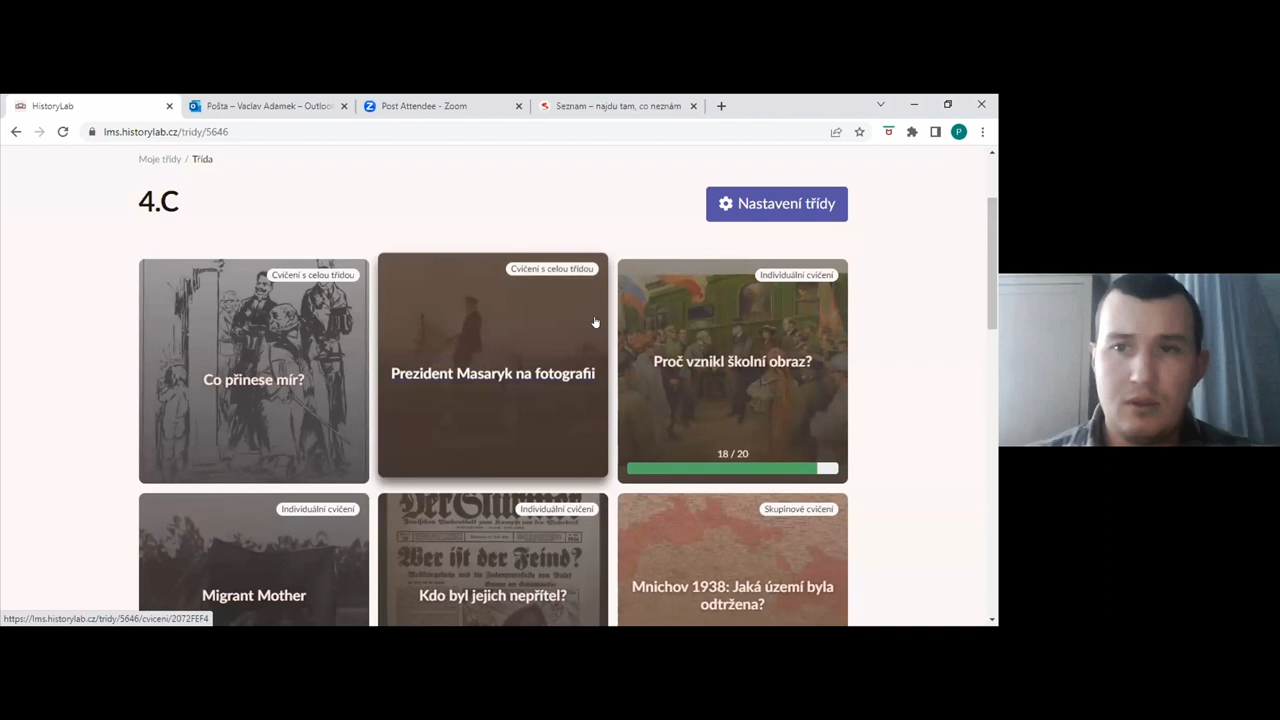 HistoryLab
Pošta – Vaclav Adamek – Outloo
Post Attendee - Zoom
Seznam – najdu tam, co neznám
lms.historylab.cz/tridy/5646
P
Moje třídy / Třída
4.C
Nastavení třídy
Cvičení s celou třídou
Co přinese mír?
Cvičení s celou třídou
Prezident Masaryk na fotografii
Individuální cvičení
Proč vznikl školní obraz?
18 / 20
Individuální cvičení
Migrant Mother
Individuální cvičení
Der Stürmer
Wer ist der Feind?
Kdo byl jejich nepřítel?
Skupinové cvičení
Mnichov 1938: Jaká území byla
odtržena?
https://lms.historylab.cz/tridy/5646/cviceni/2072FEF4